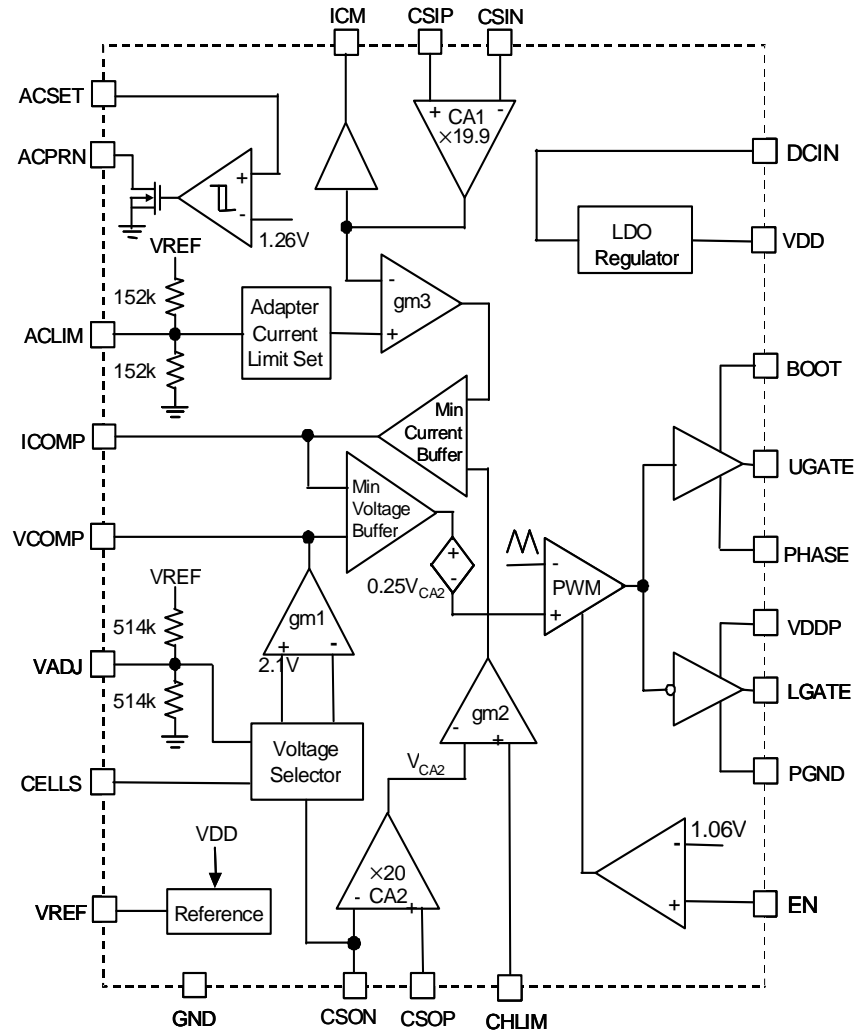 ICM CSIP CSIN
ACSET
+ CA1 -
×19.9
ACPRN
DCIN
+
-
1.26V
VREF
LDO
Regulator
VDD
152k
-
gm3
+
Adapter
Current
Limit Set
ACLIM
152k
BOOT
Min
Current
Buffer
ICOMP
UGATE
Min
Voltage
Buffer
VCOMP
+
-
0.25VCA2
-
PWM
+
PHASE
VREF
514k
gm1
+ -
2.1V
VDDP
VADJ
514k
LGATE
gm2
- +
Voltage
Selector
VCA2
CELLS
PGND
VDD
×20
- CA2 +
1.06V
-
+
VREF
Reference
EN
GND CSON CSOP CHLIM